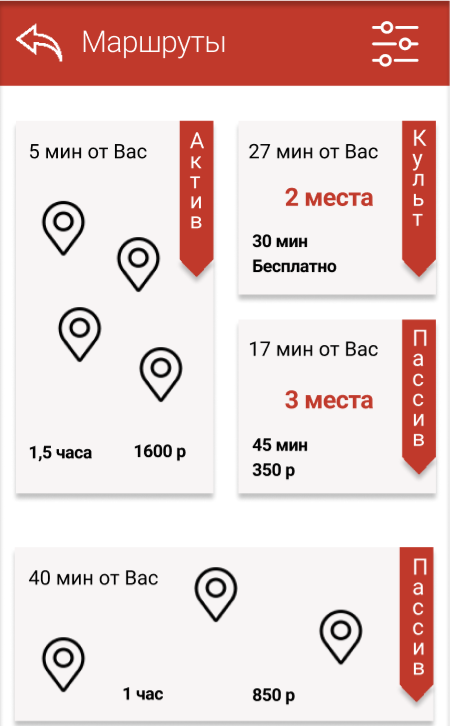 Маршруты
5 мин от Вас
Актив
1,5 часа
1600 р
27 мин от Вас
Культ
2 места
30 мин
Бесплатно
17 мин от Вас
Пассив
3 места
45 мин
350 р
40 мин от Вас
Пассив
1 час
850 р